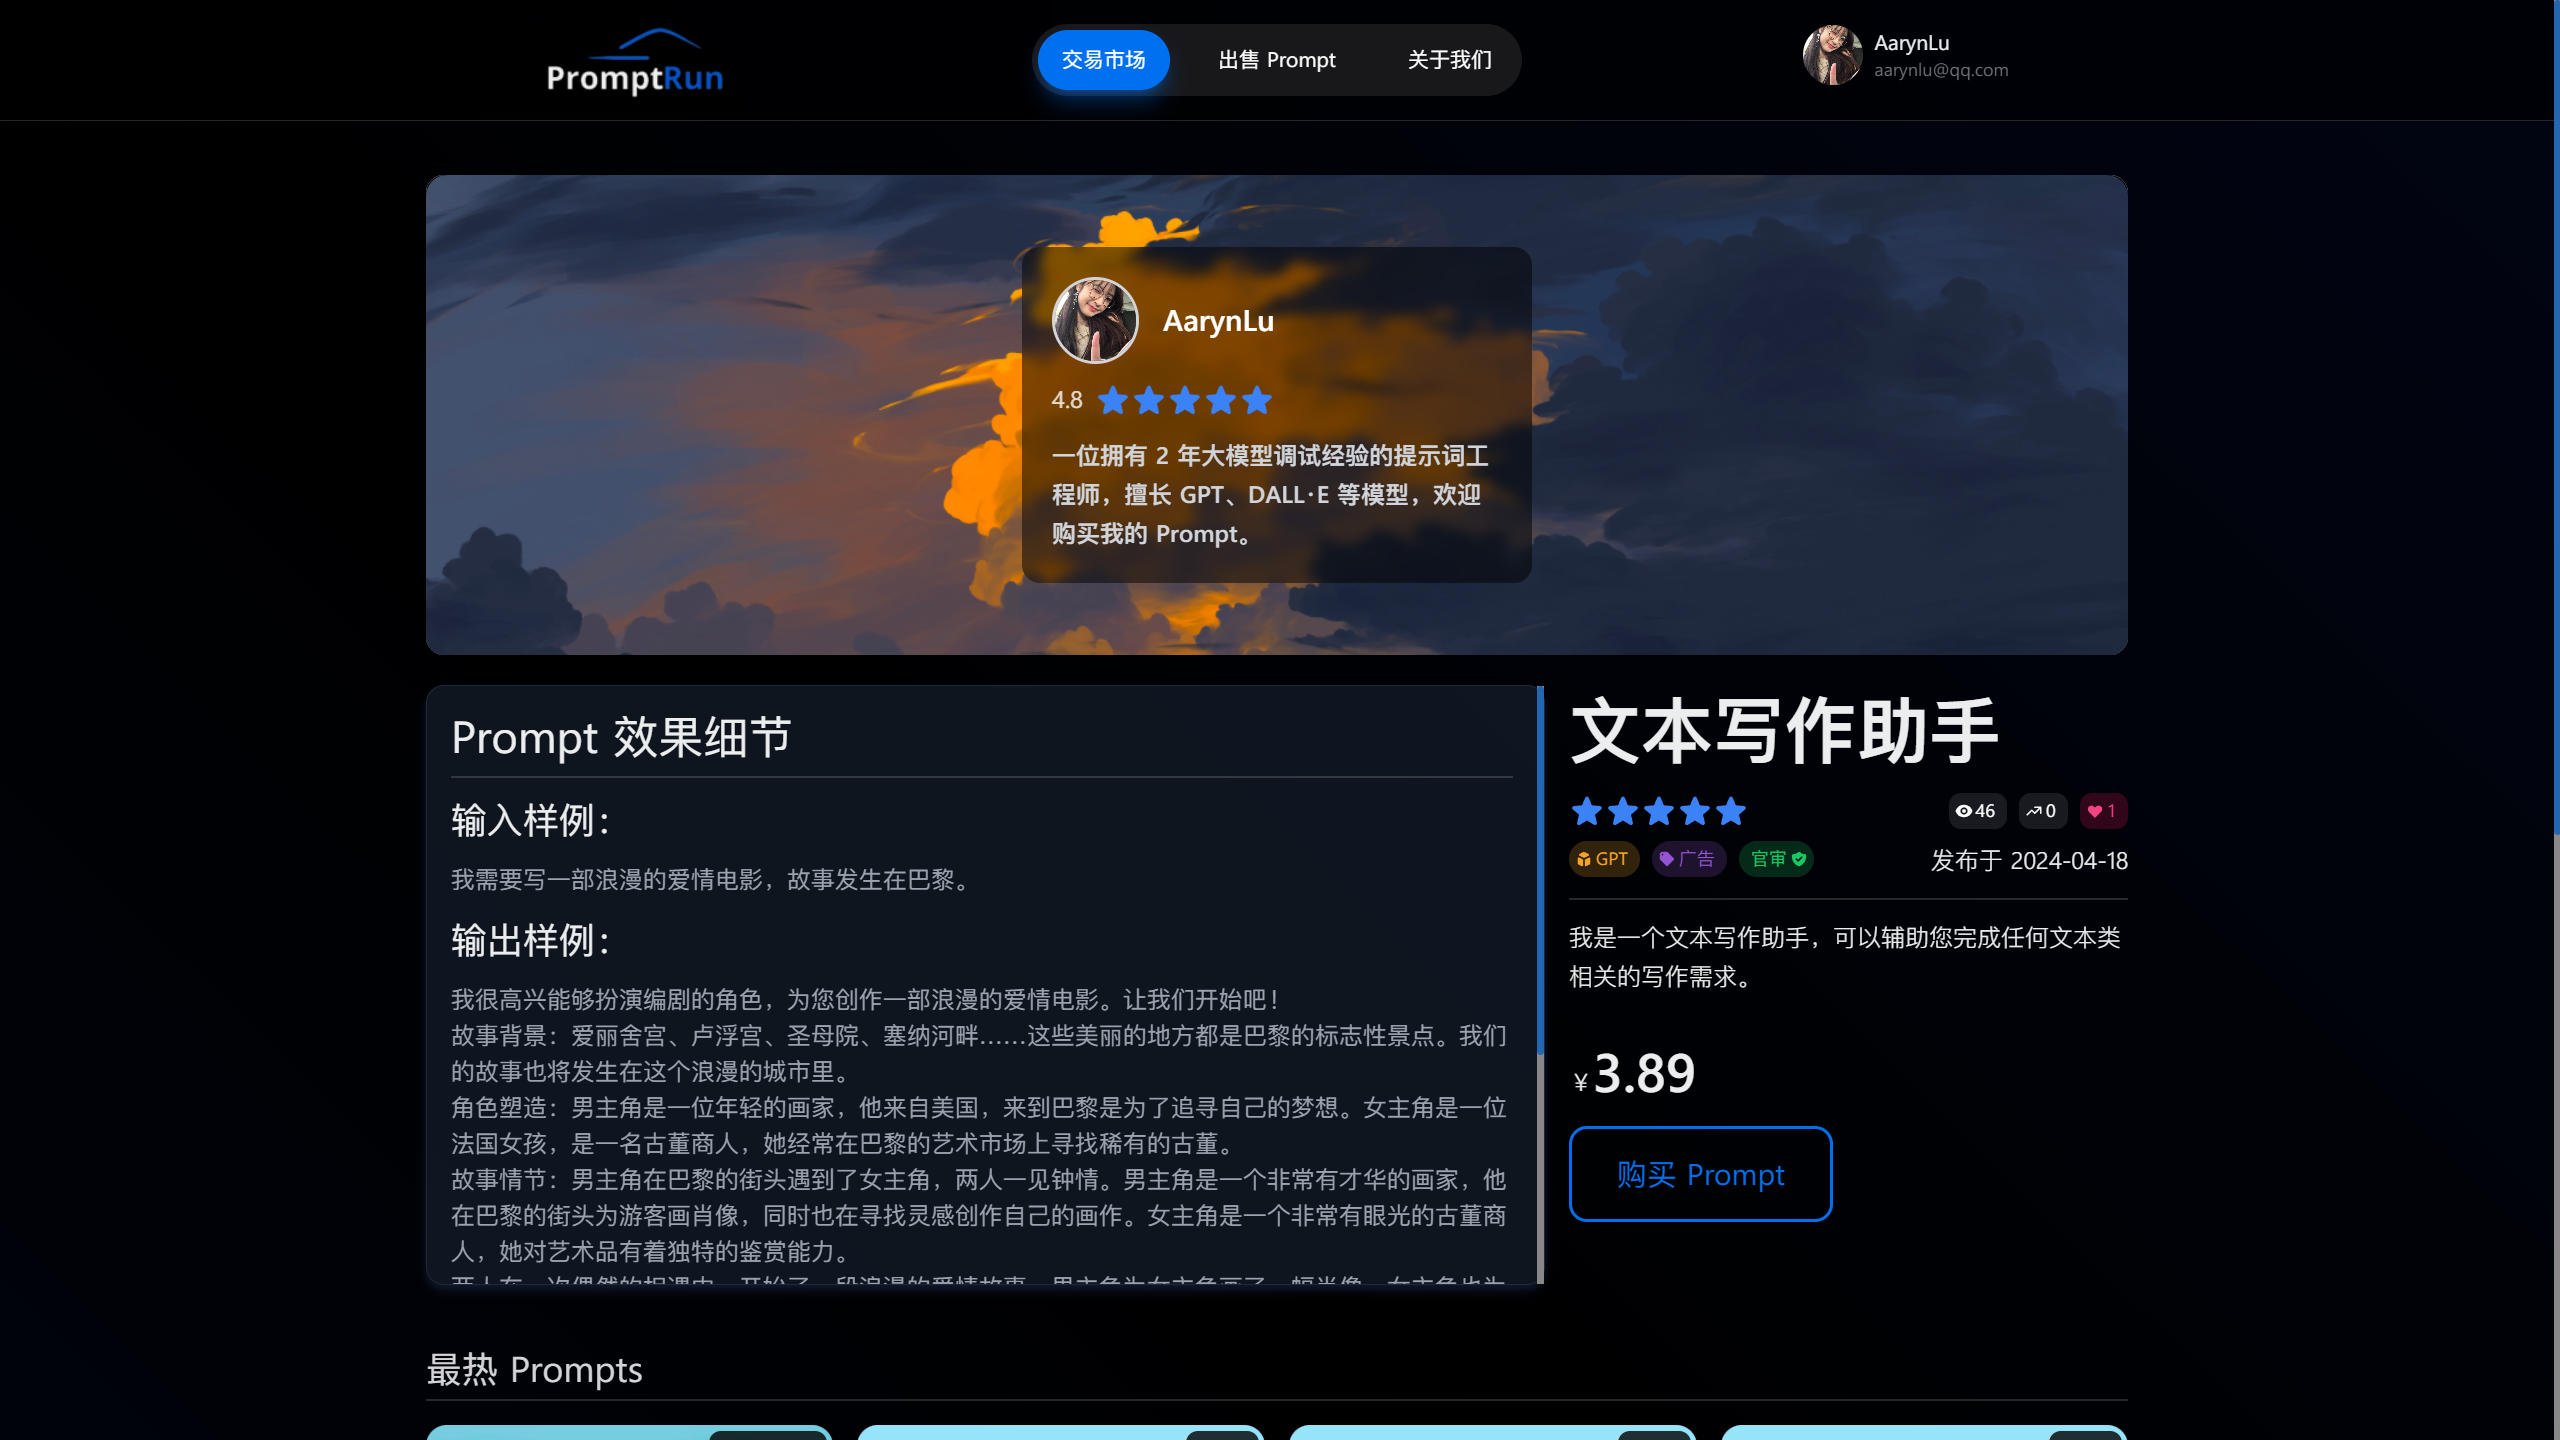 PromptRun
交易市场
出售 Prompt
关于我们
AarynLu
aarynlu@qq.com
AarynLu
4.8
一位拥有 2 年大模型调试经验的提示词工
程师，擅长 GPT、DALL·E 等模型，欢迎
购买我的 Prompt。
Prompt 效果细节
输入样例：
我需要写一部浪漫的爱情电影，故事发生在巴黎。
输出样例：
我很高兴能够扮演编剧的角色，为您创作一部浪漫的爱情电影。让我们开始吧！
故事背景：爱丽舍宫、卢浮宫、圣母院、塞纳河畔……这些美丽的地方都是巴黎的标志性景点。我们
的故事也将发生在这个浪漫的城市里。
角色塑造：男主角是一位年轻的画家，他来自美国，来到巴黎是为了追寻自己的梦想。女主角是一位
法国女孩，是一名古董商人，她经常在巴黎的艺术市场上寻找稀有的古董。
故事情节：男主角在巴黎的街头遇到了女主角，两人一见钟情。男主角是一个非常有才华的画家，他
在巴黎的街头为游客画肖像，同时也在寻找灵感创作自己的画作。女主角是一个非常有眼光的古董商
人，她对艺术品有着独特的鉴赏能力。
文本写作助手
46
0
1
GPT
广告
官审
发布于 2024-04-18
我是一个文本写作助手，可以辅助您完成任何文本类
相关的写作需求。
¥3.89
购买 Prompt
最热 Prompts